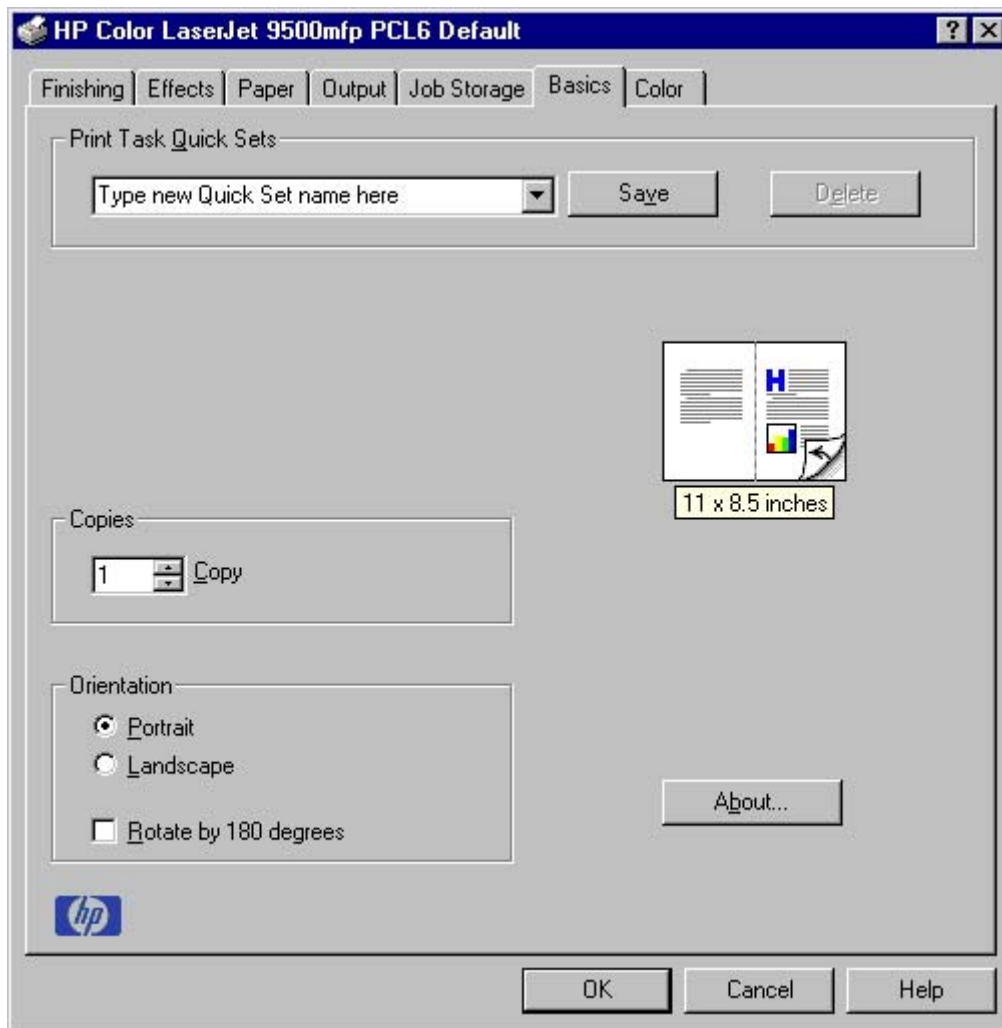 HP Color LaserJet 9500mfp PCL6 Default
Finishing Effects Paper Output Job Storage Basics Color
Print Task Quick Sets
Type new Quick Set name here Save Delete
H
11 x 8.5 inches
Copies
1 Copy
Orientation
Portrait
Landscape
About...
Rotate by 180 degrees
hp
OK Cancel Help